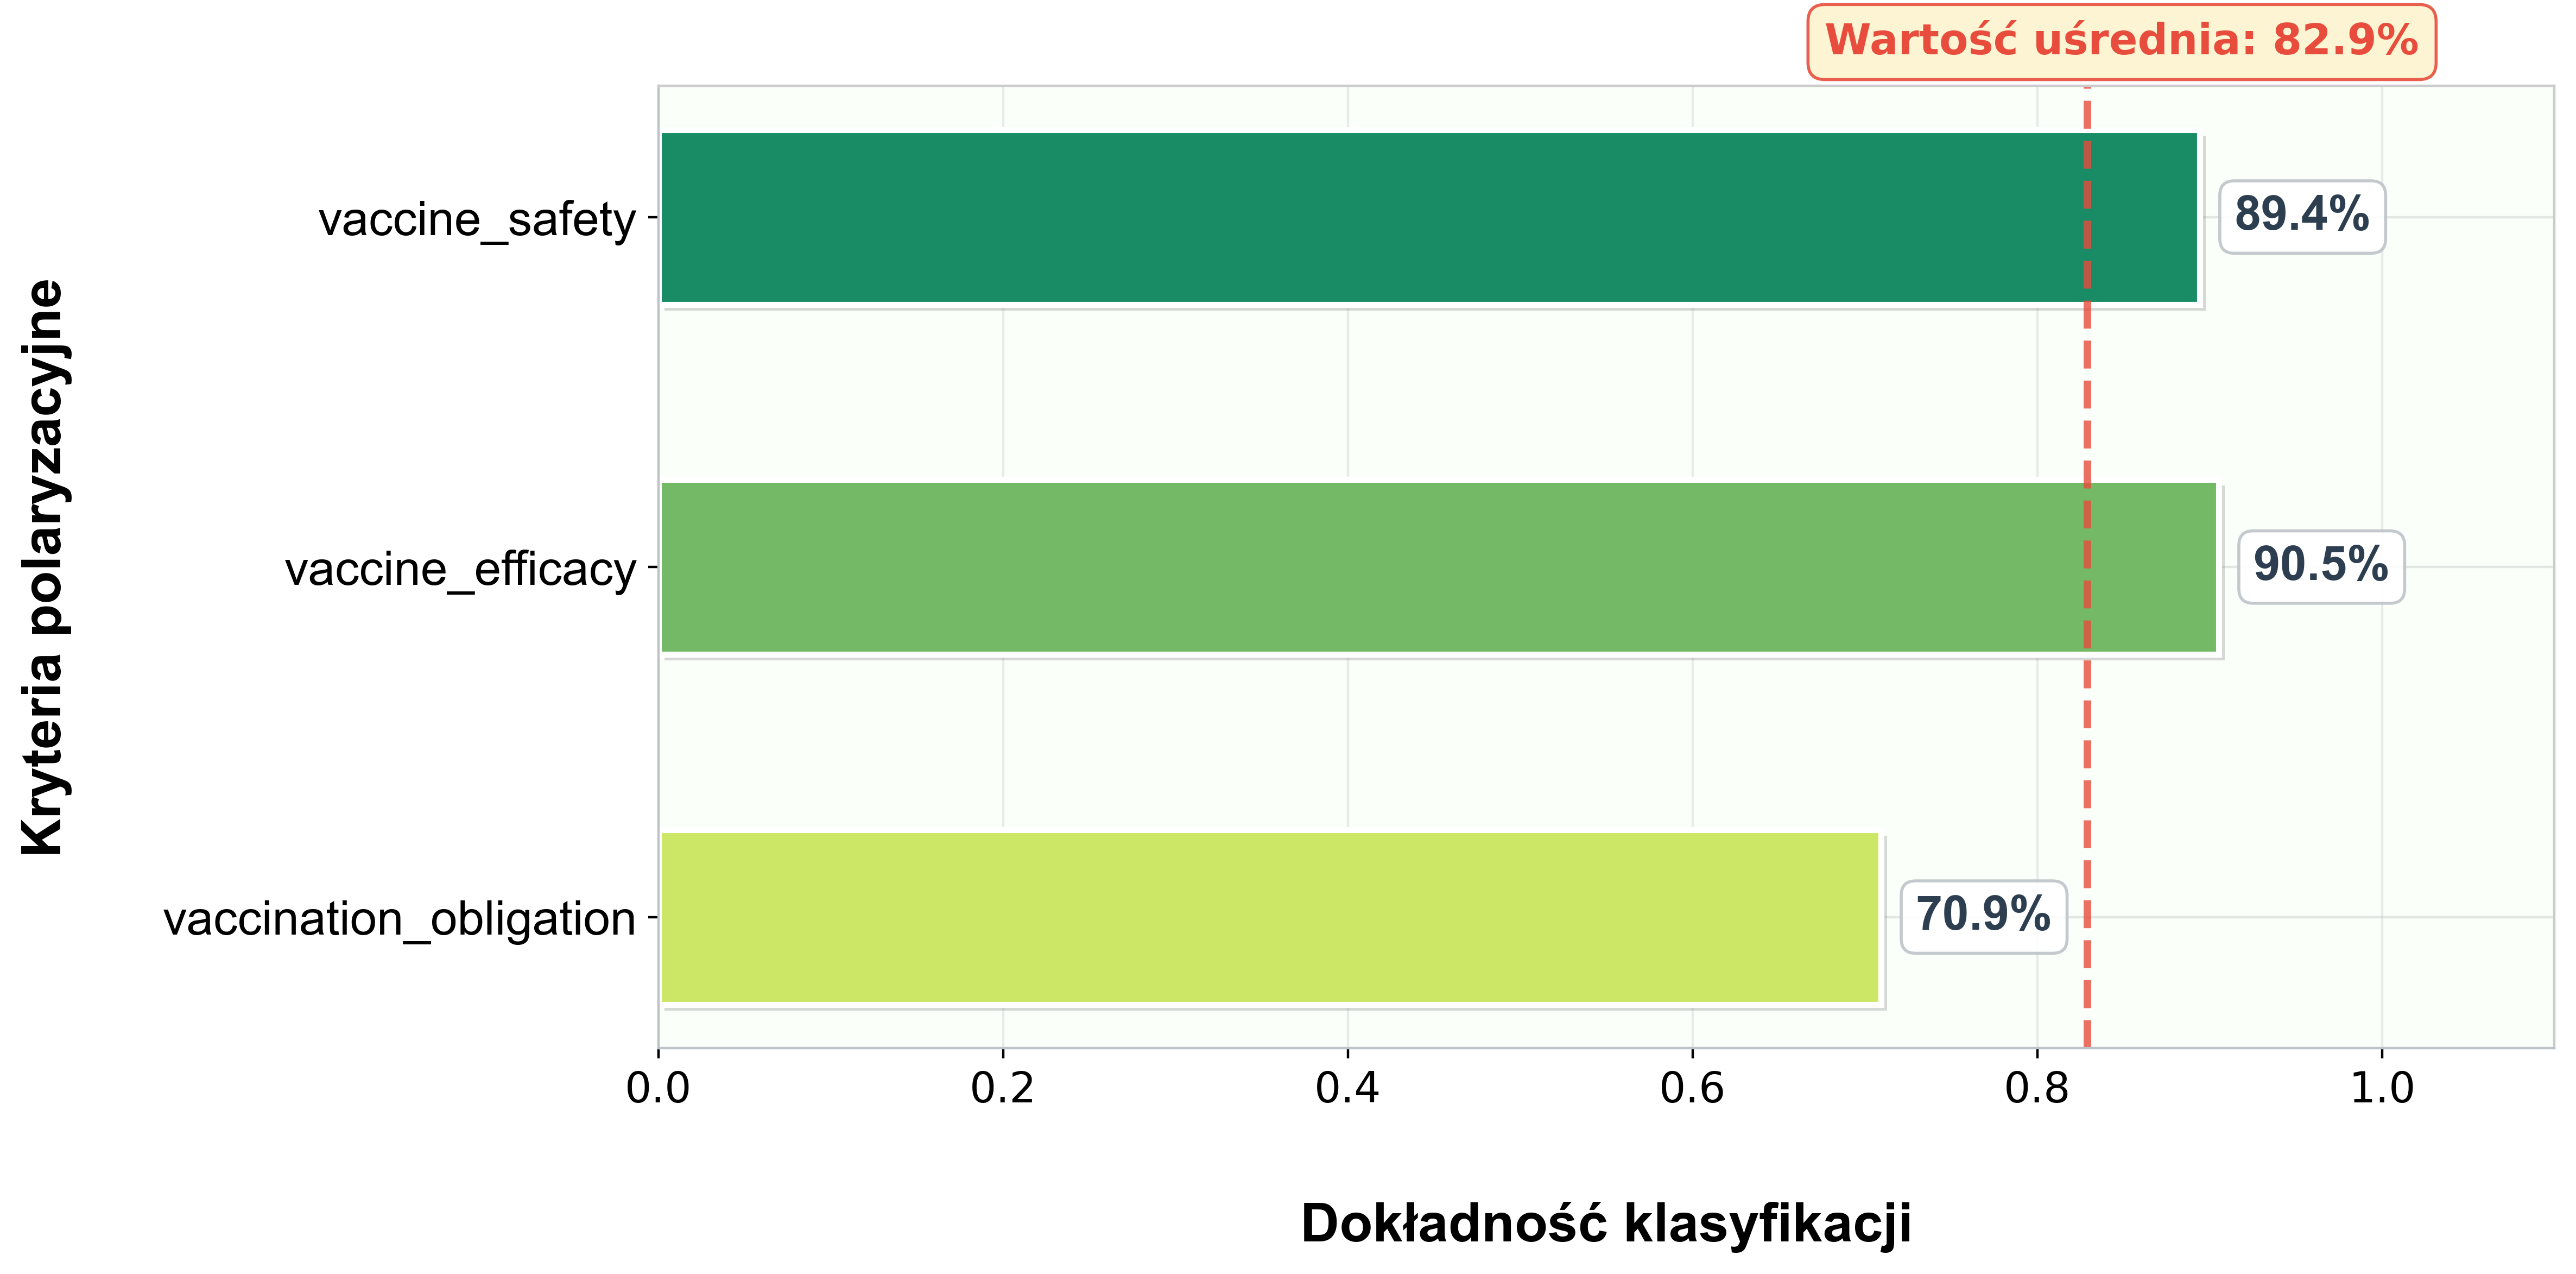 Wartość uśrednia: 82.9%
Kryteria polaryzacyjne
vaccine_safety
89.4%
vaccine_efficacy
90.5%
vaccination_obligation
70.9%
0.0 0.2 0.4 0.6 0.8 1.0
Dokładność klasyfikacji